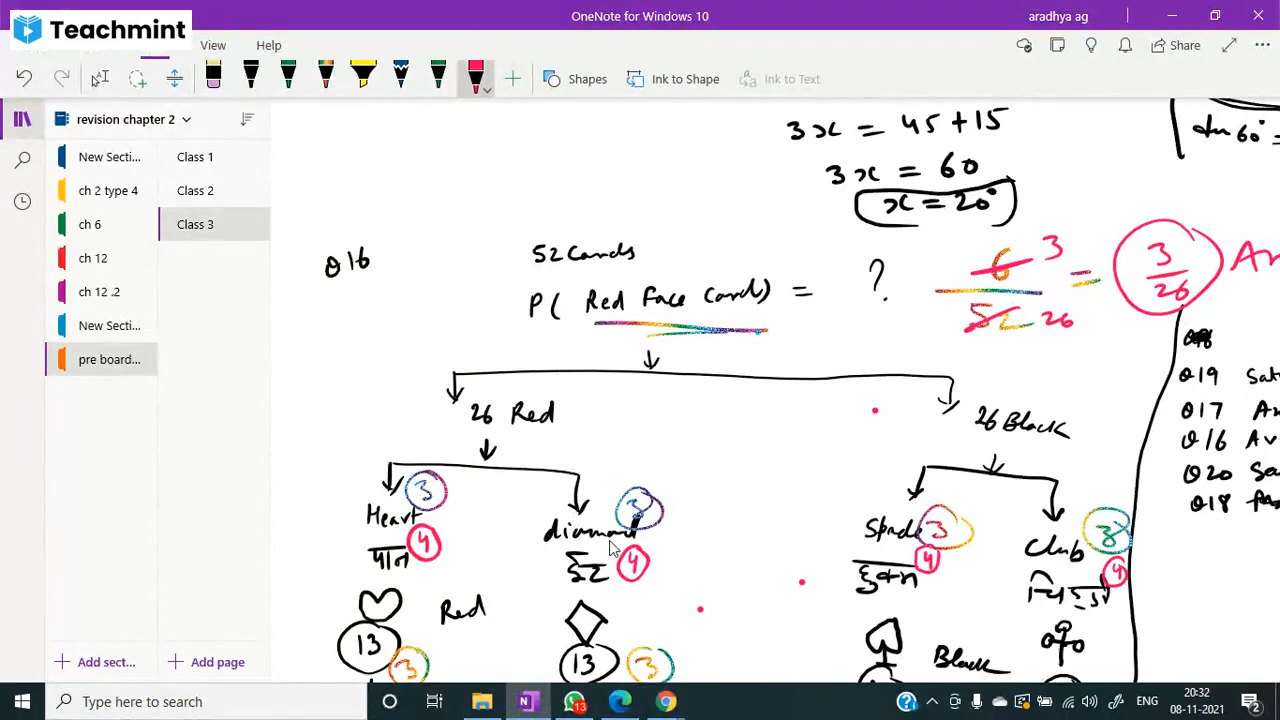 OneNote for Windows 10
aradhya ag
Teachmint
View Help
Share
Shapes Ink to Shape Ink to Text
revision chapter 2
New Secti...
ch 2 type 4
ch 6
ch 12
ch 12 .2
New Secti...
pre board...
Class 1
Class 2
Class 3
3x = 45 + 15
3x = 60
x = 20°
tan 60° =
Q16
52 Cards
P( Red Face Cards) = ? 6/52 = 3/26
3
26
26 Red
26 Black
Heart 3
पान 4
diamond 3
ईंट 4
Spade 3
हुकुम 4
Club 3
4
Red
13
3
13
3
Black
Q19
Q17
Q16
Q20
Q18
Add sect...
Add page
Type here to search
13
ENG
20:32
08-11-2021
2